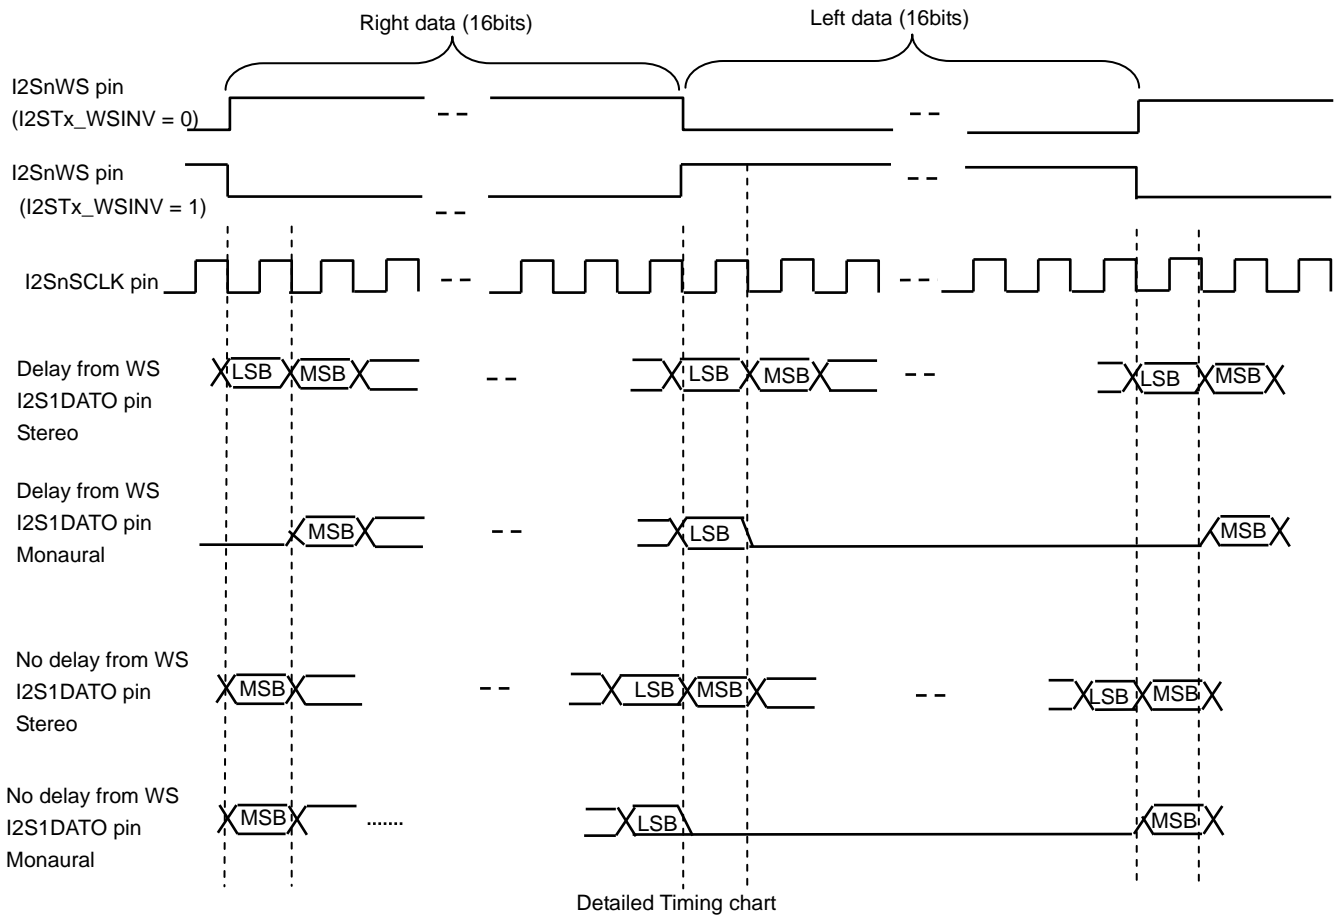 Right data (16bits)
Left data (16bits)
I2SnWS pin
(I2STx_WSINV = 0)
I2SnWS pin
(I2STx_WSINV = 1)
I2SnSCLK pin
Delay from WS
I2S1DATO pin
Stereo
LSB MSB LSB MSB LSB MSB
Delay from WS
I2S1DATO pin
Monaural
MSB LSB MSB
No delay from WS
I2S1DATO pin
Stereo
MSB LSB MSB LSB MSB
No delay from WS
I2S1DATO pin
Monaural
MSB ....... LSB MSB
Detailed Timing chart